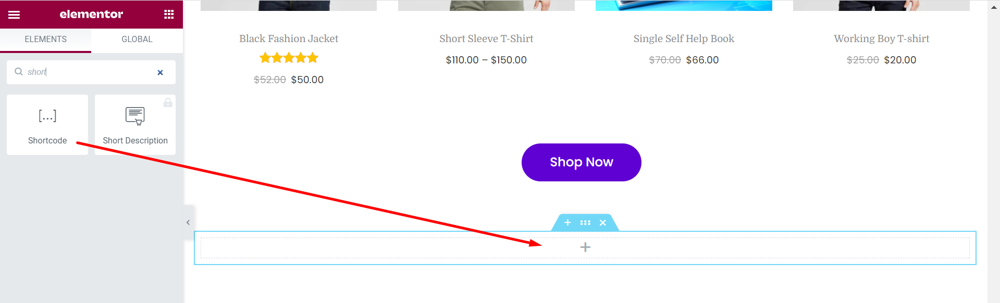 elementor
ELEMENTS
GLOBAL
short
[...]
Shortcode
Short Description
Black Fashion Jacket
$52.00 $50.00
Short Sleeve T-Shirt
$110.00 – $150.00
Single Self Help Book
$70.00 $66.00
Working Boy T-shirt
$25.00 $20.00
Shop Now